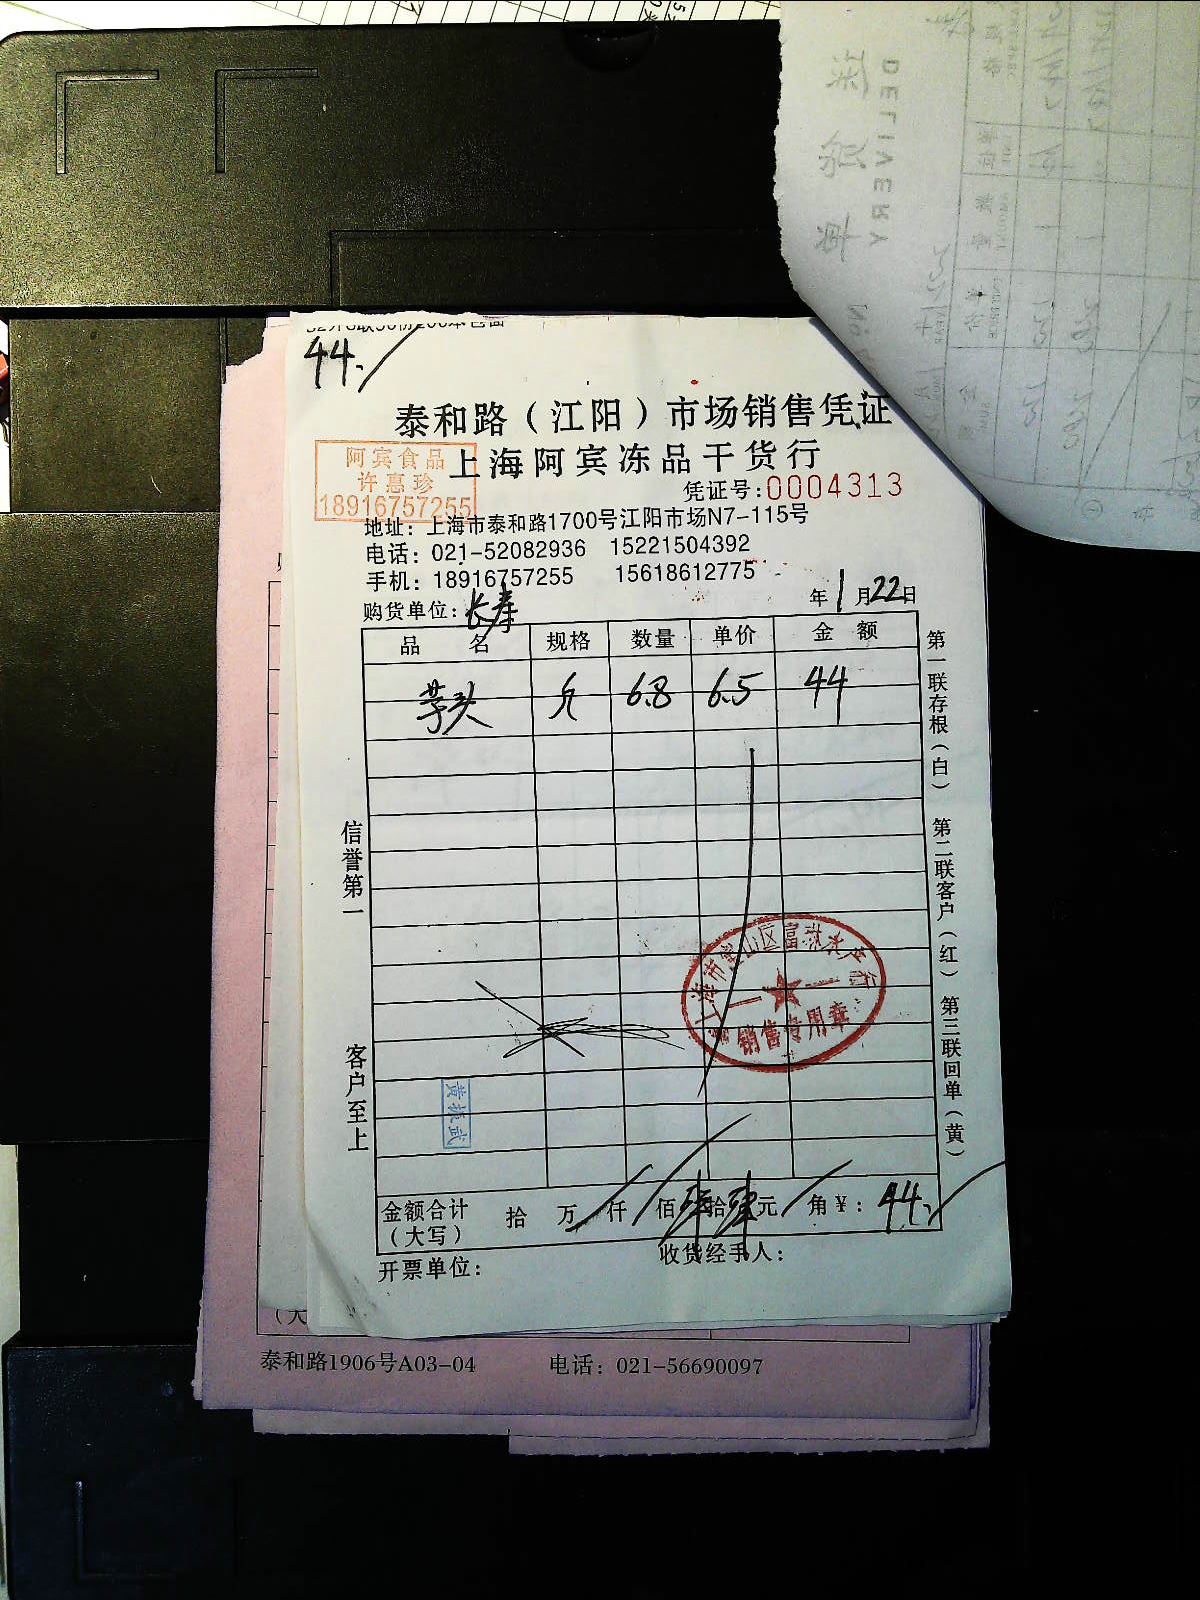 44.
泰和路（江阳）市场销售凭证
上海阿宾冻品干货行
阿宾食品
许惠珍
18916757255
凭证号:0004313
地址：上海市泰和路1700号江阳市场N7-115号
电话：021-52082936 15221504392
手机：18916757255 15618612775
购货单位：长寿 年1月22日
品名 规格 数量 单价 金额
芋头 6.8 6.5 44
第一联存根（白） 第二联客户（红） 第三联回单（黄）
信誉第一 客户至上
销售专用章
金额合计（大写） 拾 万 仟 佰 肆拾肆元 角 ¥：44.
开票单位： 收货经手人：
（大
泰和路1906号A03-04 电话：021-56690097
DELIVERY